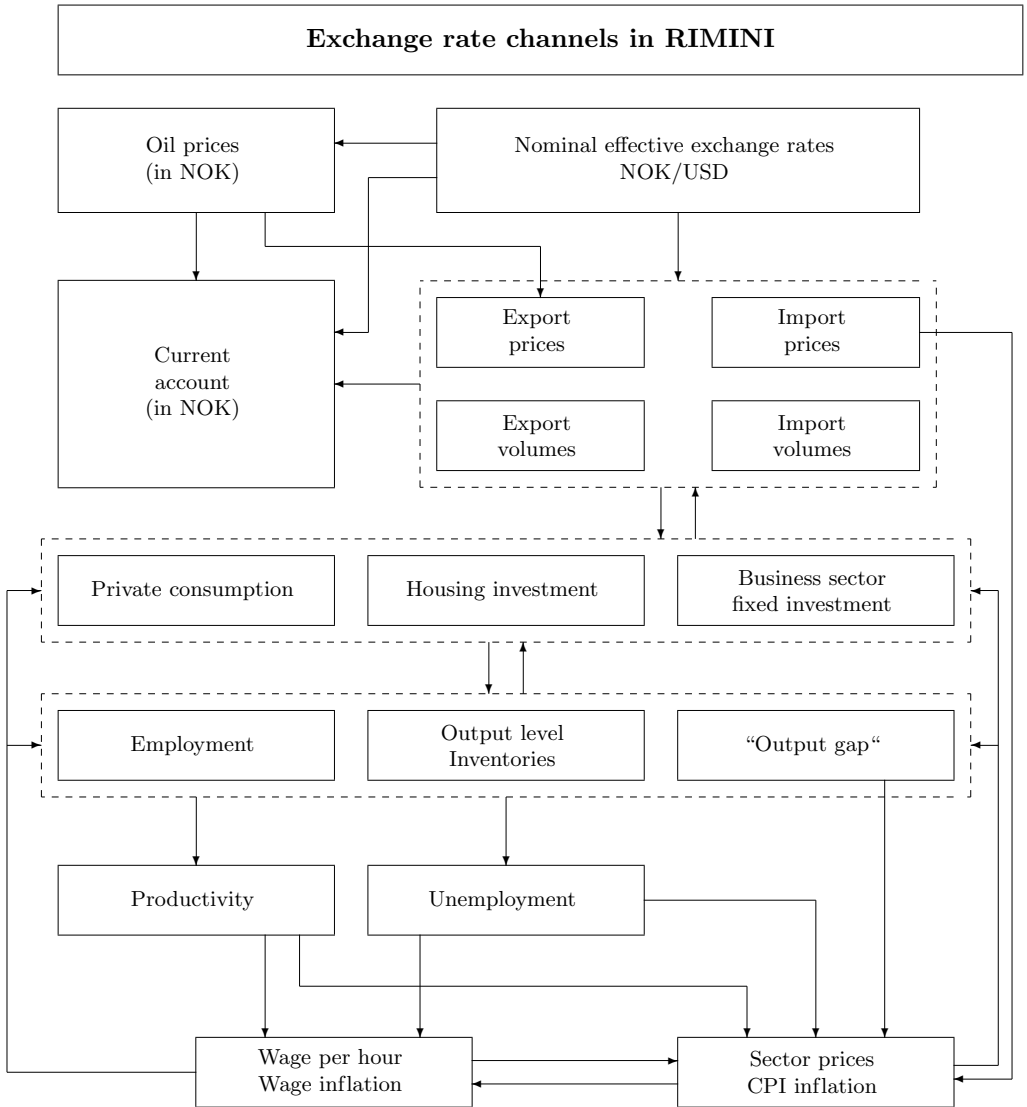 Exchange rate channels in RIMINI
Oil prices
(in NOK)
Nominal effective exchange rates
NOK/USD
Current
account
(in NOK)
Export
prices
Import
prices
Export
volumes
Import
volumes
Private consumption
Housing investment
Business sector
fixed investment
Employment
Output level
Inventories
“Output gap“
Productivity
Unemployment
Wage per hour
Wage inflation
Sector prices
CPI inflation